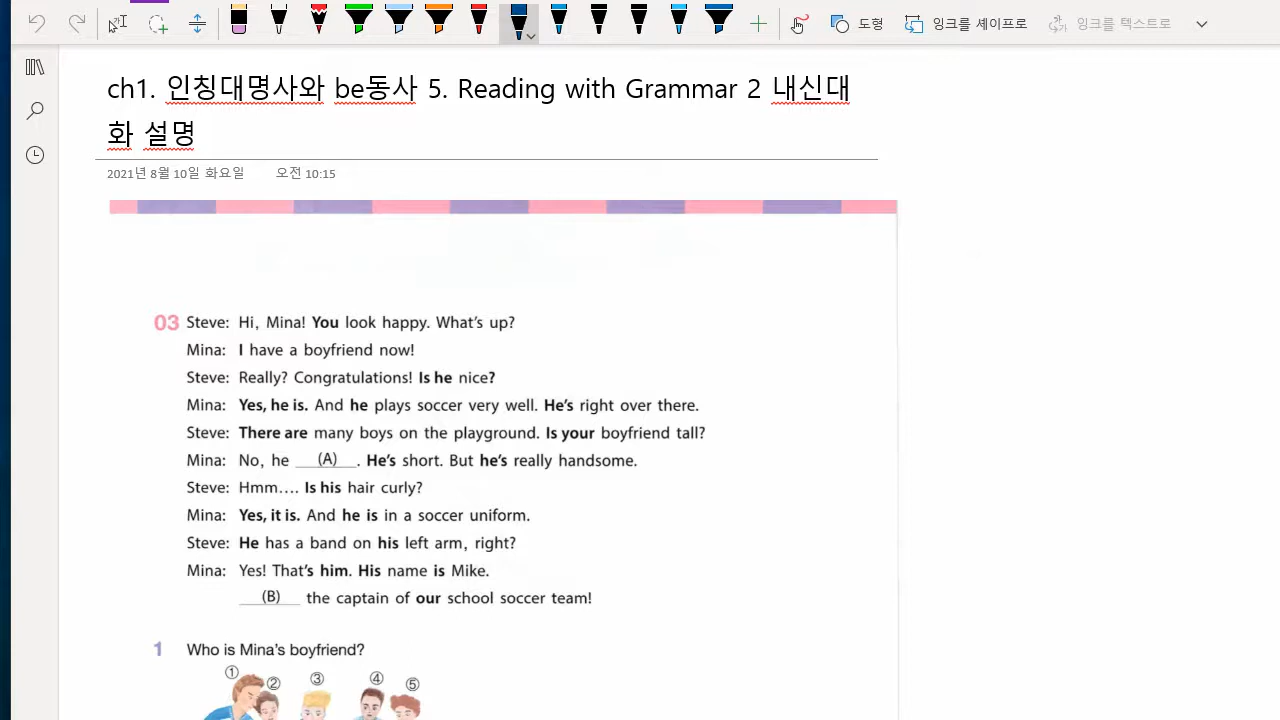 도형
잉크를 셰이프로
잉크를 텍스트로
ch1. 인칭대명사와 be동사 5. Reading with Grammar 2 내신대
화 설명
2021년 8월 10일 화요일 오전 10:15
03 Steve: Hi, Mina! You look happy. What's up?
Mina: I have a boyfriend now!
Steve: Really? Congratulations! Is he nice?
Mina: Yes, he is. And he plays soccer very well. He's right over there.
Steve: There are many boys on the playground. Is your boyfriend tall?
Mina: No, he ___(A)___. He's short. But he's really handsome.
Steve: Hmm.... Is his hair curly?
Mina: Yes, it is. And he is in a soccer uniform.
Steve: He has a band on his left arm, right?
Mina: Yes! That's him. His name is Mike.
___(B)___ the captain of our school soccer team!
1 Who is Mina's boyfriend?
① ② ③ ④ ⑤